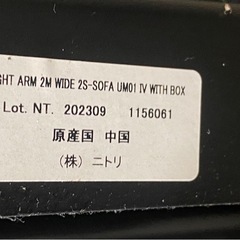 GHT ARM 2M WIDE 2S-SOFA UM01 IV WITH BOX
Lot. NT. 202309 1156061
原産国 中国
(株) ニトリ